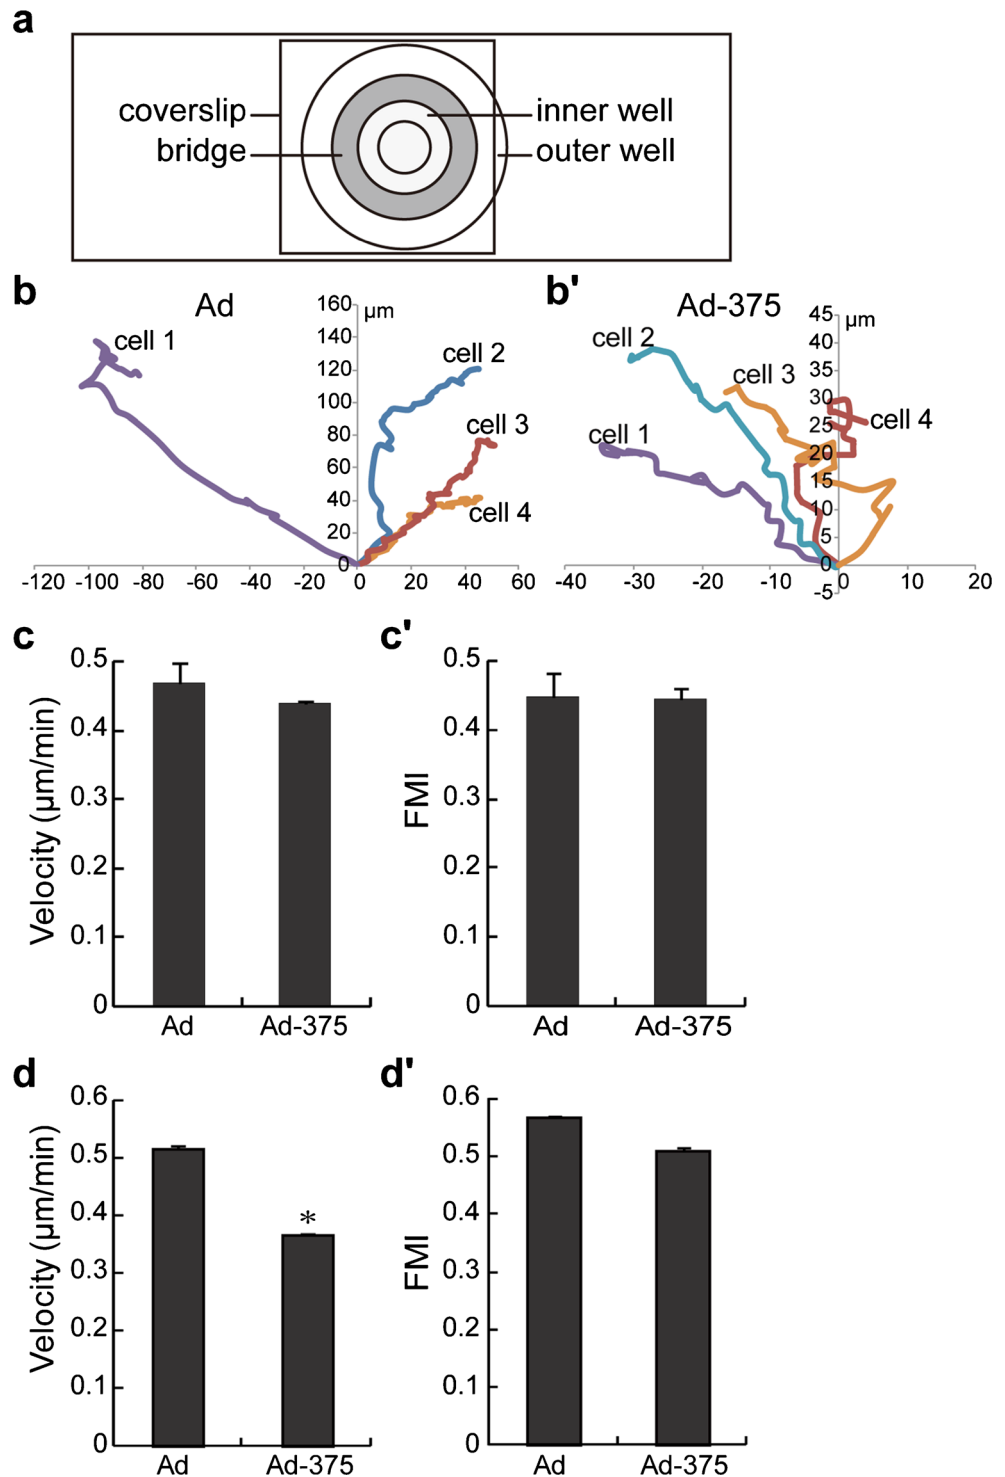 a
coverslip
bridge
inner well
outer well
b
Ad
160
µm
140
120
100
80
60
40
20
0
-120 -100 -80 -60 -40 -20 0 20 40 60
cell 1
cell 2
cell 3
cell 4
b'
Ad-375
45
µm
40
35
30
25
20
15
10
5
0
-5
-40 -30 -20 -10 0 10 20
cell 2
cell 3
cell 4
cell 1
c
Velocity (µm/min)
0.5
0.4
0.3
0.2
0.1
0
Ad Ad-375
c'
FMI
0.5
0.4
0.3
0.2
0.1
0
Ad Ad-375
d
Velocity (µm/min)
0.6
0.5
0.4
0.3
0.2
0.1
0
*
Ad Ad-375
d'
FMI
0.6
0.5
0.4
0.3
0.2
0.1
0
Ad Ad-375